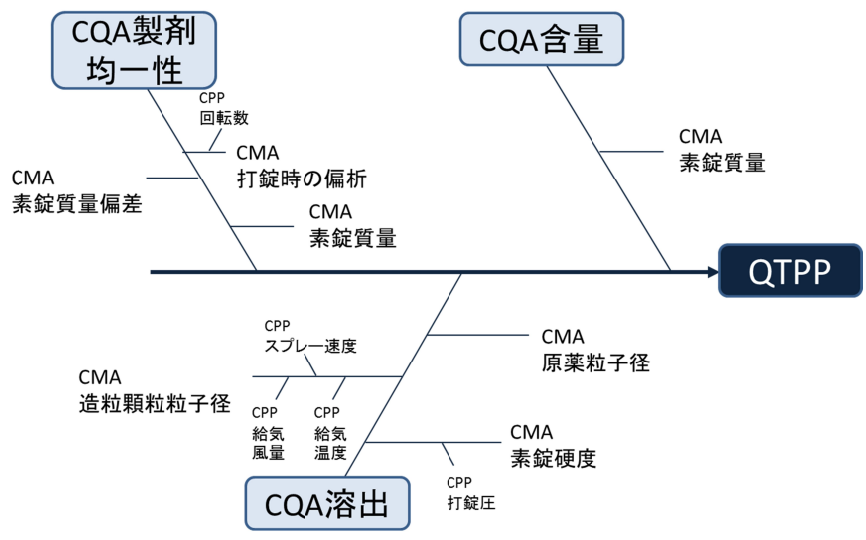 CQA製剤
均一性
CQA含量
CPP
回転数
CMA
打錠時の偏析
CMA
素錠質量
CMA
素錠質量偏差
CMA
素錠質量
QTPP
CPP
スプレー速度
CMA
原薬粒子径
CMA
造粒顆粒粒子径
CPP
給気
風量
CPP
給気
温度
CMA
素錠硬度
CPP
打錠圧
CQA溶出